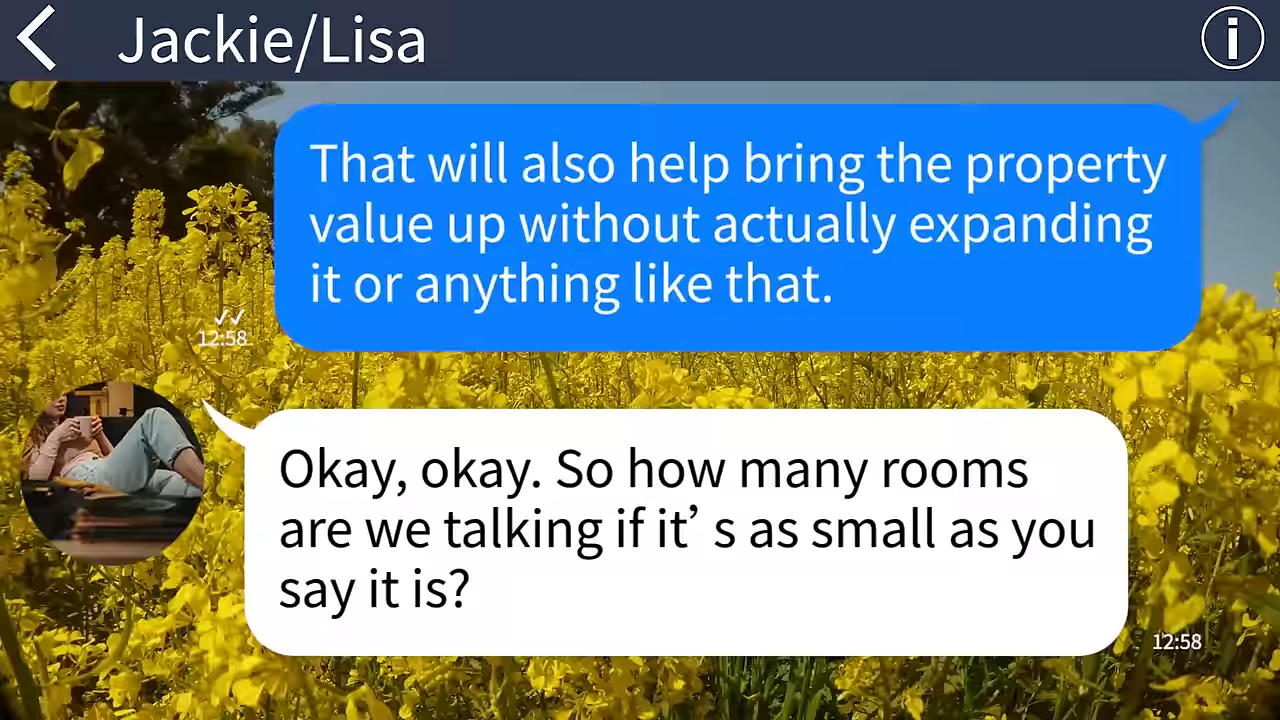 Jackie/Lisa
That will also help bring the property
value up without actually expanding
it or anything like that.
12:58
Okay, okay. So how many rooms
are we talking if it’s as small as you
say it is?
12:58